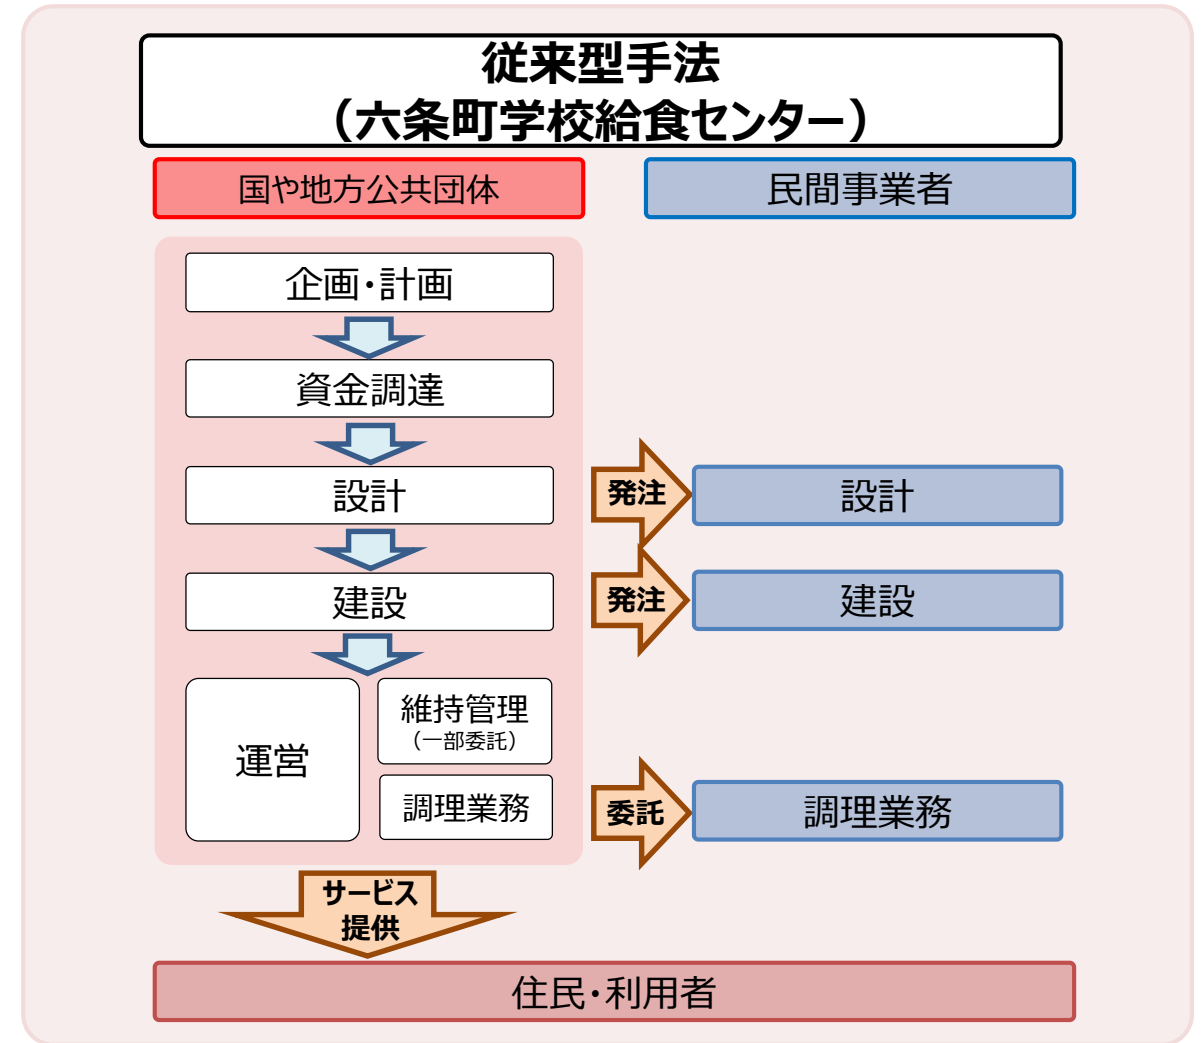 従来型手法
（六条町学校給食センター）
国や地方公共団体
民間事業者
企画・計画
資金調達
設計
発注
設計
建設
発注
建設
運営
維持管理
（一部委託）
調理業務
委託
調理業務
サービス
提供
住民・利用者